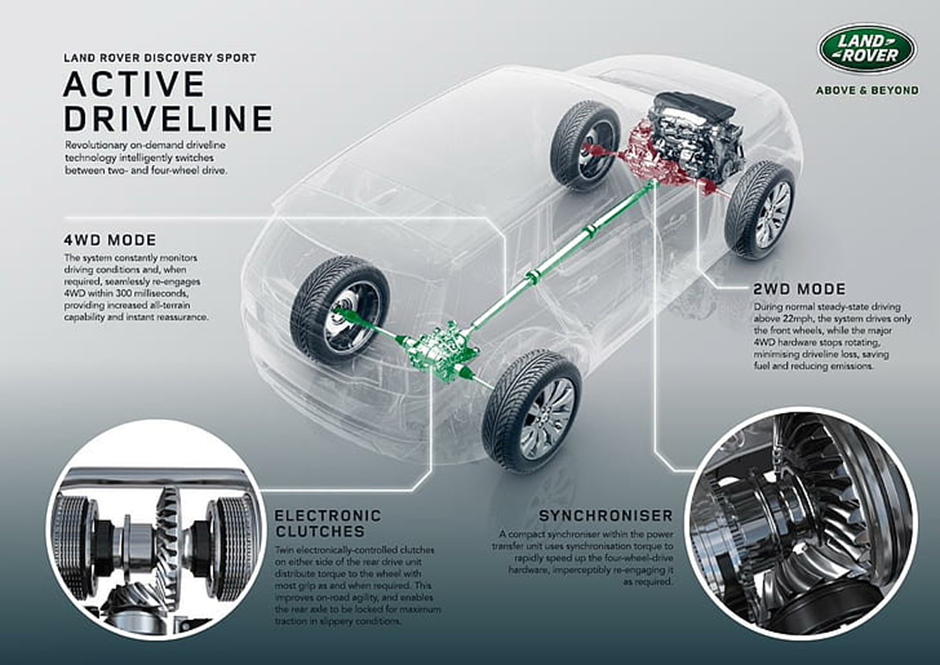 LAND ROVER DISCOVERY SPORT
ACTIVE
DRIVELINE
Revolutionary on-demand driveline
technology intelligently switches
between two- and four-wheel drive.
LAND
ROVER
ABOVE & BEYOND
4WD MODE
The system constantly monitors
driving conditions and, when
required, seamlessly re-engages
4WD within 300 milliseconds,
providing increased all-terrain
capability and instant reassurance.
2WD MODE
During normal steady-state driving
above 22mph, the system drives only
the front wheels, while the major
4WD hardware stops rotating,
minimising driveline loss, saving
fuel and reducing emissions.
ELECTRONIC
CLUTCHES
Twin electronically-controlled clutches
on either side of the rear drive unit
distribute torque to the wheel with
most grip as and when required. This
improves on-road agility, and enables
the rear axle to be locked for maximum
traction in slippery conditions.
SYNCHRONISER
A compact synchroniser within the power
transfer unit uses synchronisation torque to
rapidly speed up the four-wheel-drive
hardware, imperceptibly re-engaging it
as required.